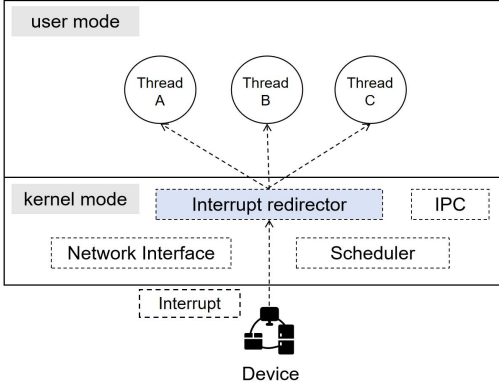 user mode
Thread
A
Thread
B
Thread
C
kernel mode
Interrupt redirector
IPC
Network Interface
Scheduler
Interrupt
Device